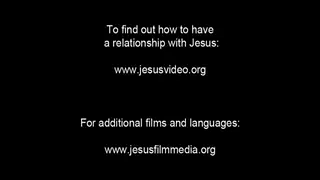 To find out how to have
a relationship with Jesus:
www.jesusvideo.org
For additional films and languages:
www.jesusfilmmedia.org